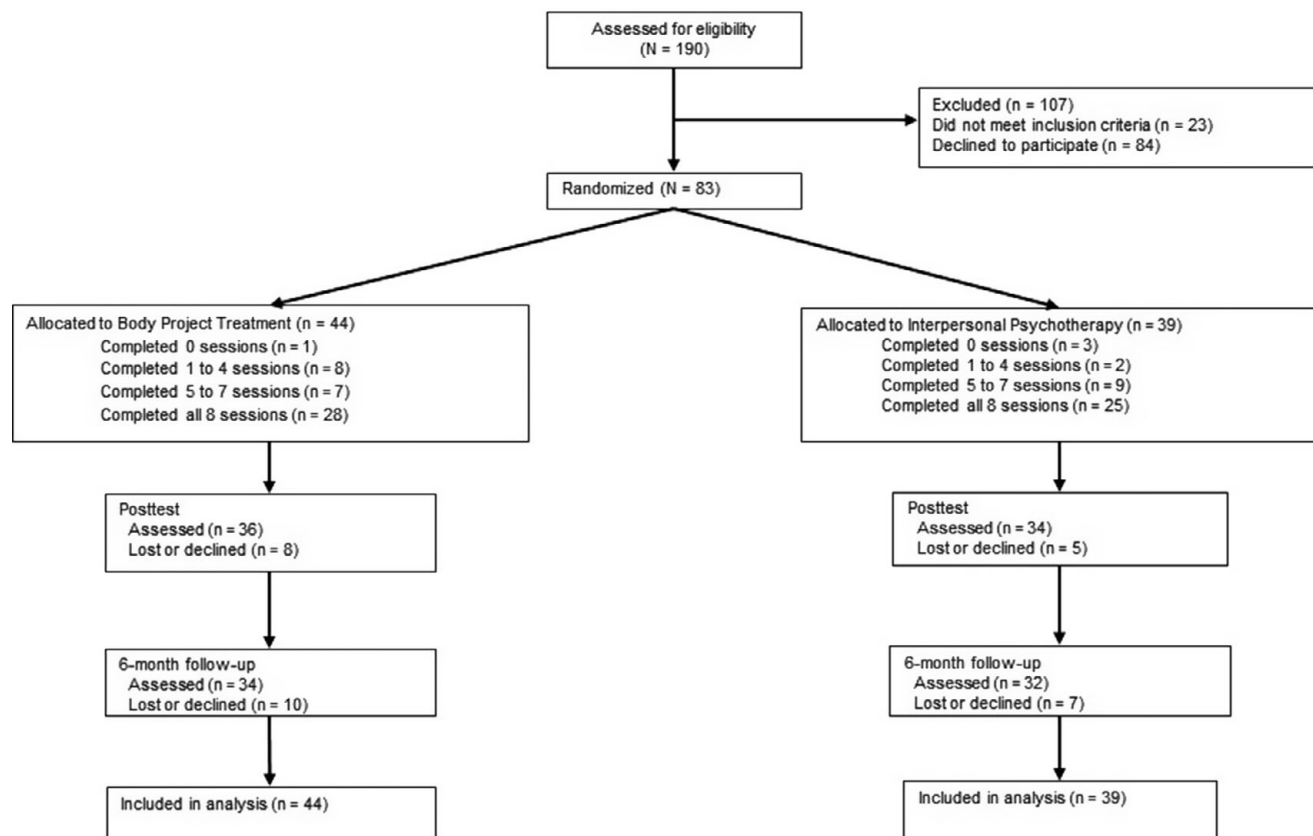 Assessed for eligibility
(N = 190)
Excluded (n = 107)
Did not meet inclusion criteria (n = 23)
Declined to participate (n = 84)
Randomized (N = 83)
Allocated to Body Project Treatment (n = 44)
Completed 0 sessions (n = 1)
Completed 1 to 4 sessions (n = 8)
Completed 5 to 7 sessions (n = 7)
Completed all 8 sessions (n = 28)
Allocated to Interpersonal Psychotherapy (n = 39)
Completed 0 sessions (n = 3)
Completed 1 to 4 sessions (n = 2)
Completed 5 to 7 sessions (n = 9)
Completed all 8 sessions (n = 25)
Posttest
Assessed (n = 36)
Lost or declined (n = 8)
Posttest
Assessed (n = 34)
Lost or declined (n = 5)
6-month follow-up
Assessed (n = 34)
Lost or declined (n = 10)
6-month follow-up
Assessed (n = 32)
Lost or declined (n = 7)
Included in analysis (n = 44)
Included in analysis (n = 39)